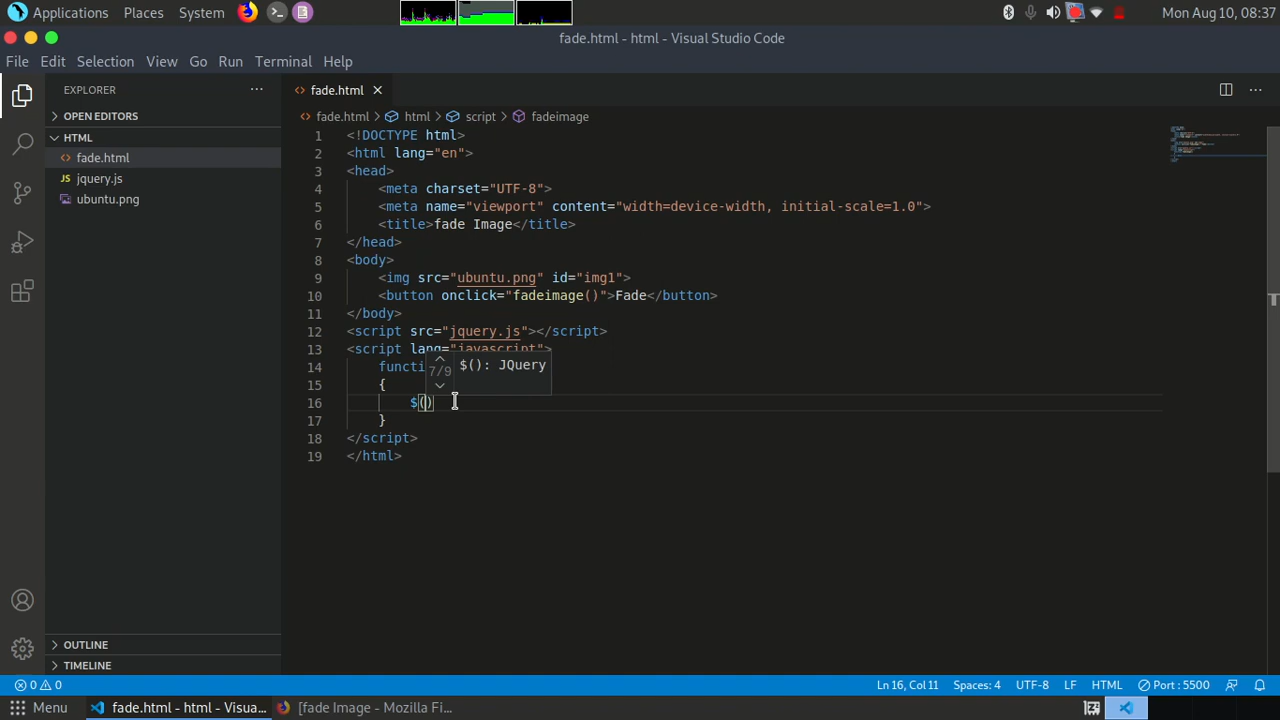 Applications Places System Mon Aug 10, 08:37
fade.html - html - Visual Studio Code
File Edit Selection View Go Run Terminal Help
EXPLORER ··· fade.html ···
OPEN EDITORS fade.html > html > script > fadeimage
HTML
fade.html
jquery.js
ubuntu.png
1 <!DOCTYPE html>
2 <html lang="en">
3 <head>
4 <meta charset="UTF-8">
5 <meta name="viewport" content="width=device-width, initial-scale=1.0">
6 <title>fade Image</title>
7 </head>
8 <body>
9 <img src="ubuntu.png" id="img1">
10 <button onclick="fadeimage()">Fade</button>
11 </body>
12 <script src="jquery.js"></script>
13 <script lang="javascript">
14 functi
7/9 $(): JQuery
15 {
16 $()
17 }
18 </script>
19 </html>
OUTLINE
TIMELINE
0 0 Ln 16, Col 11 Spaces: 4 UTF-8 LF HTML Port : 5500
Menu fade.html - html - Visua... [fade Image - Mozilla Fi...